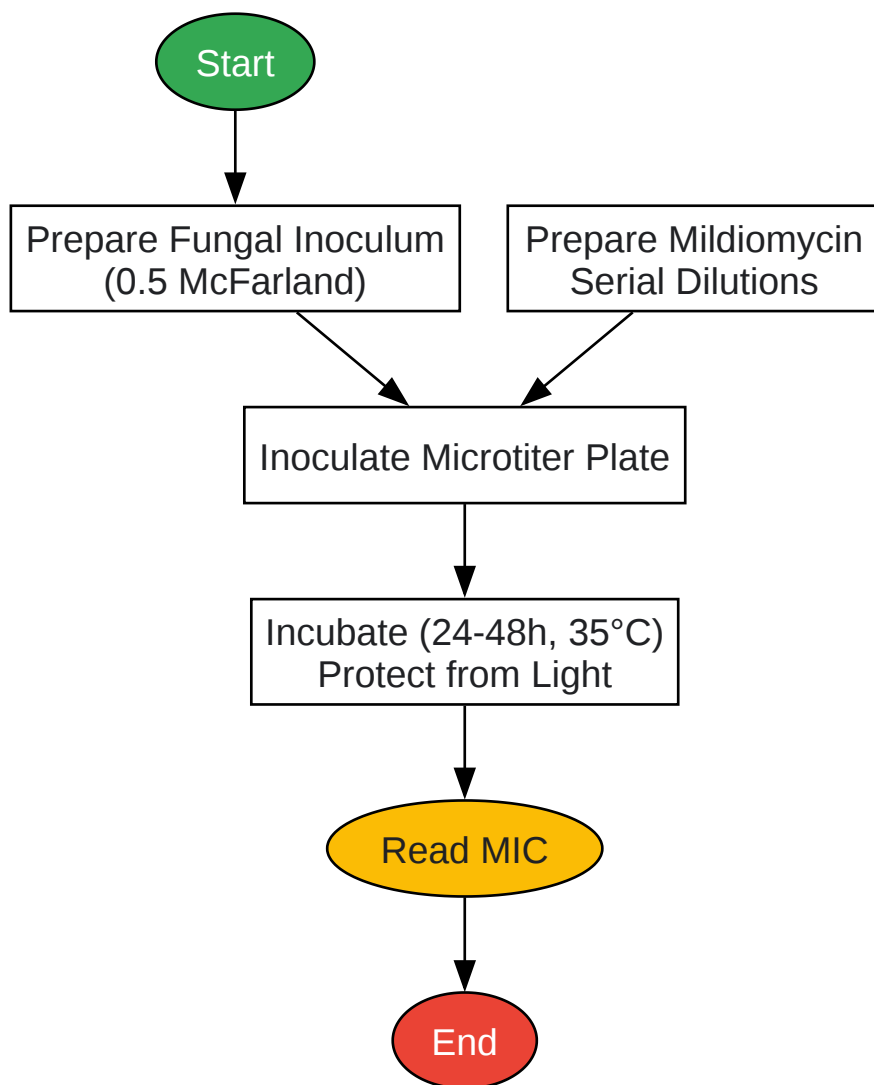 Start
Prepare Fungal Inoculum
(0.5 McFarland)
Prepare Mildiomycin
Serial Dilutions
Inoculate Microtiter Plate
Incubate (24-48h, 35°C)
Protect from Light
Read MIC
End